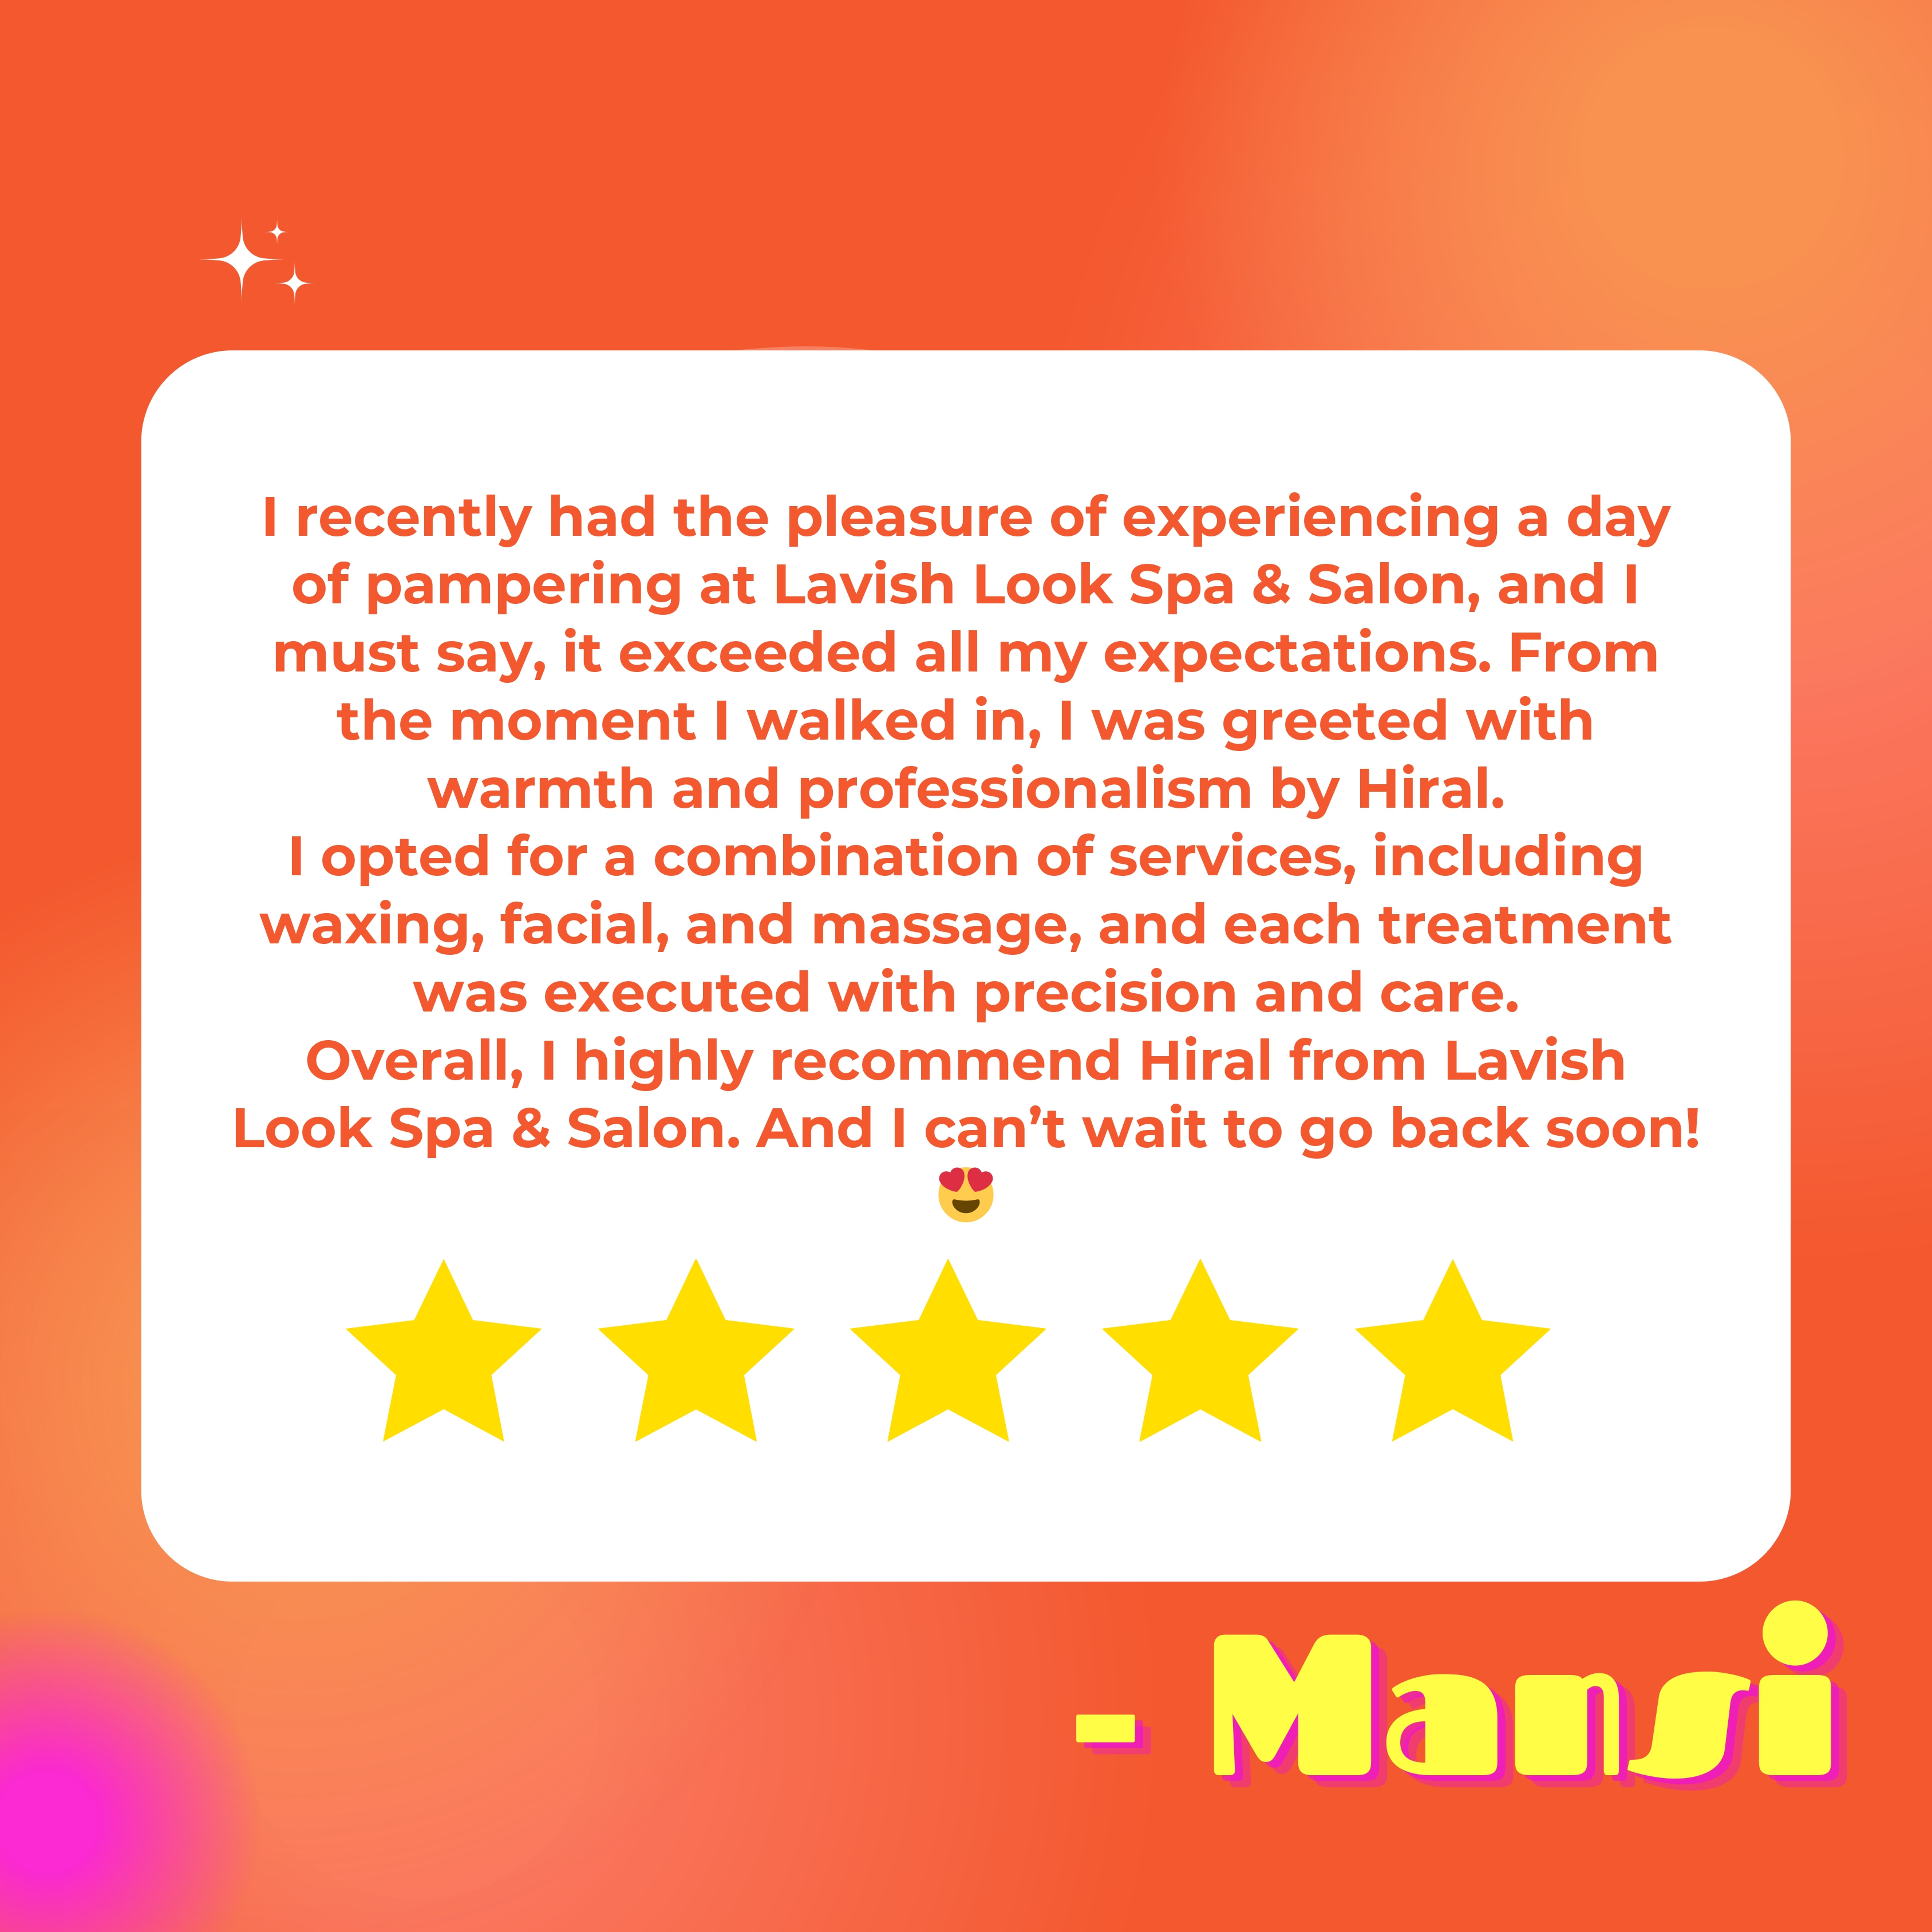 I recently had the pleasure of experiencing a day
of pampering at Lavish Look Spa & Salon, and I
must say, it exceeded all my expectations. From
the moment I walked in, I was greeted with
warmth and professionalism by Hiral.
I opted for a combination of services, including
waxing, facial, and massage, and each treatment
was executed with precision and care.
Overall, I highly recommend Hiral from Lavish
Look Spa & Salon. And I can’t wait to go back soon!
😍
- Mansi